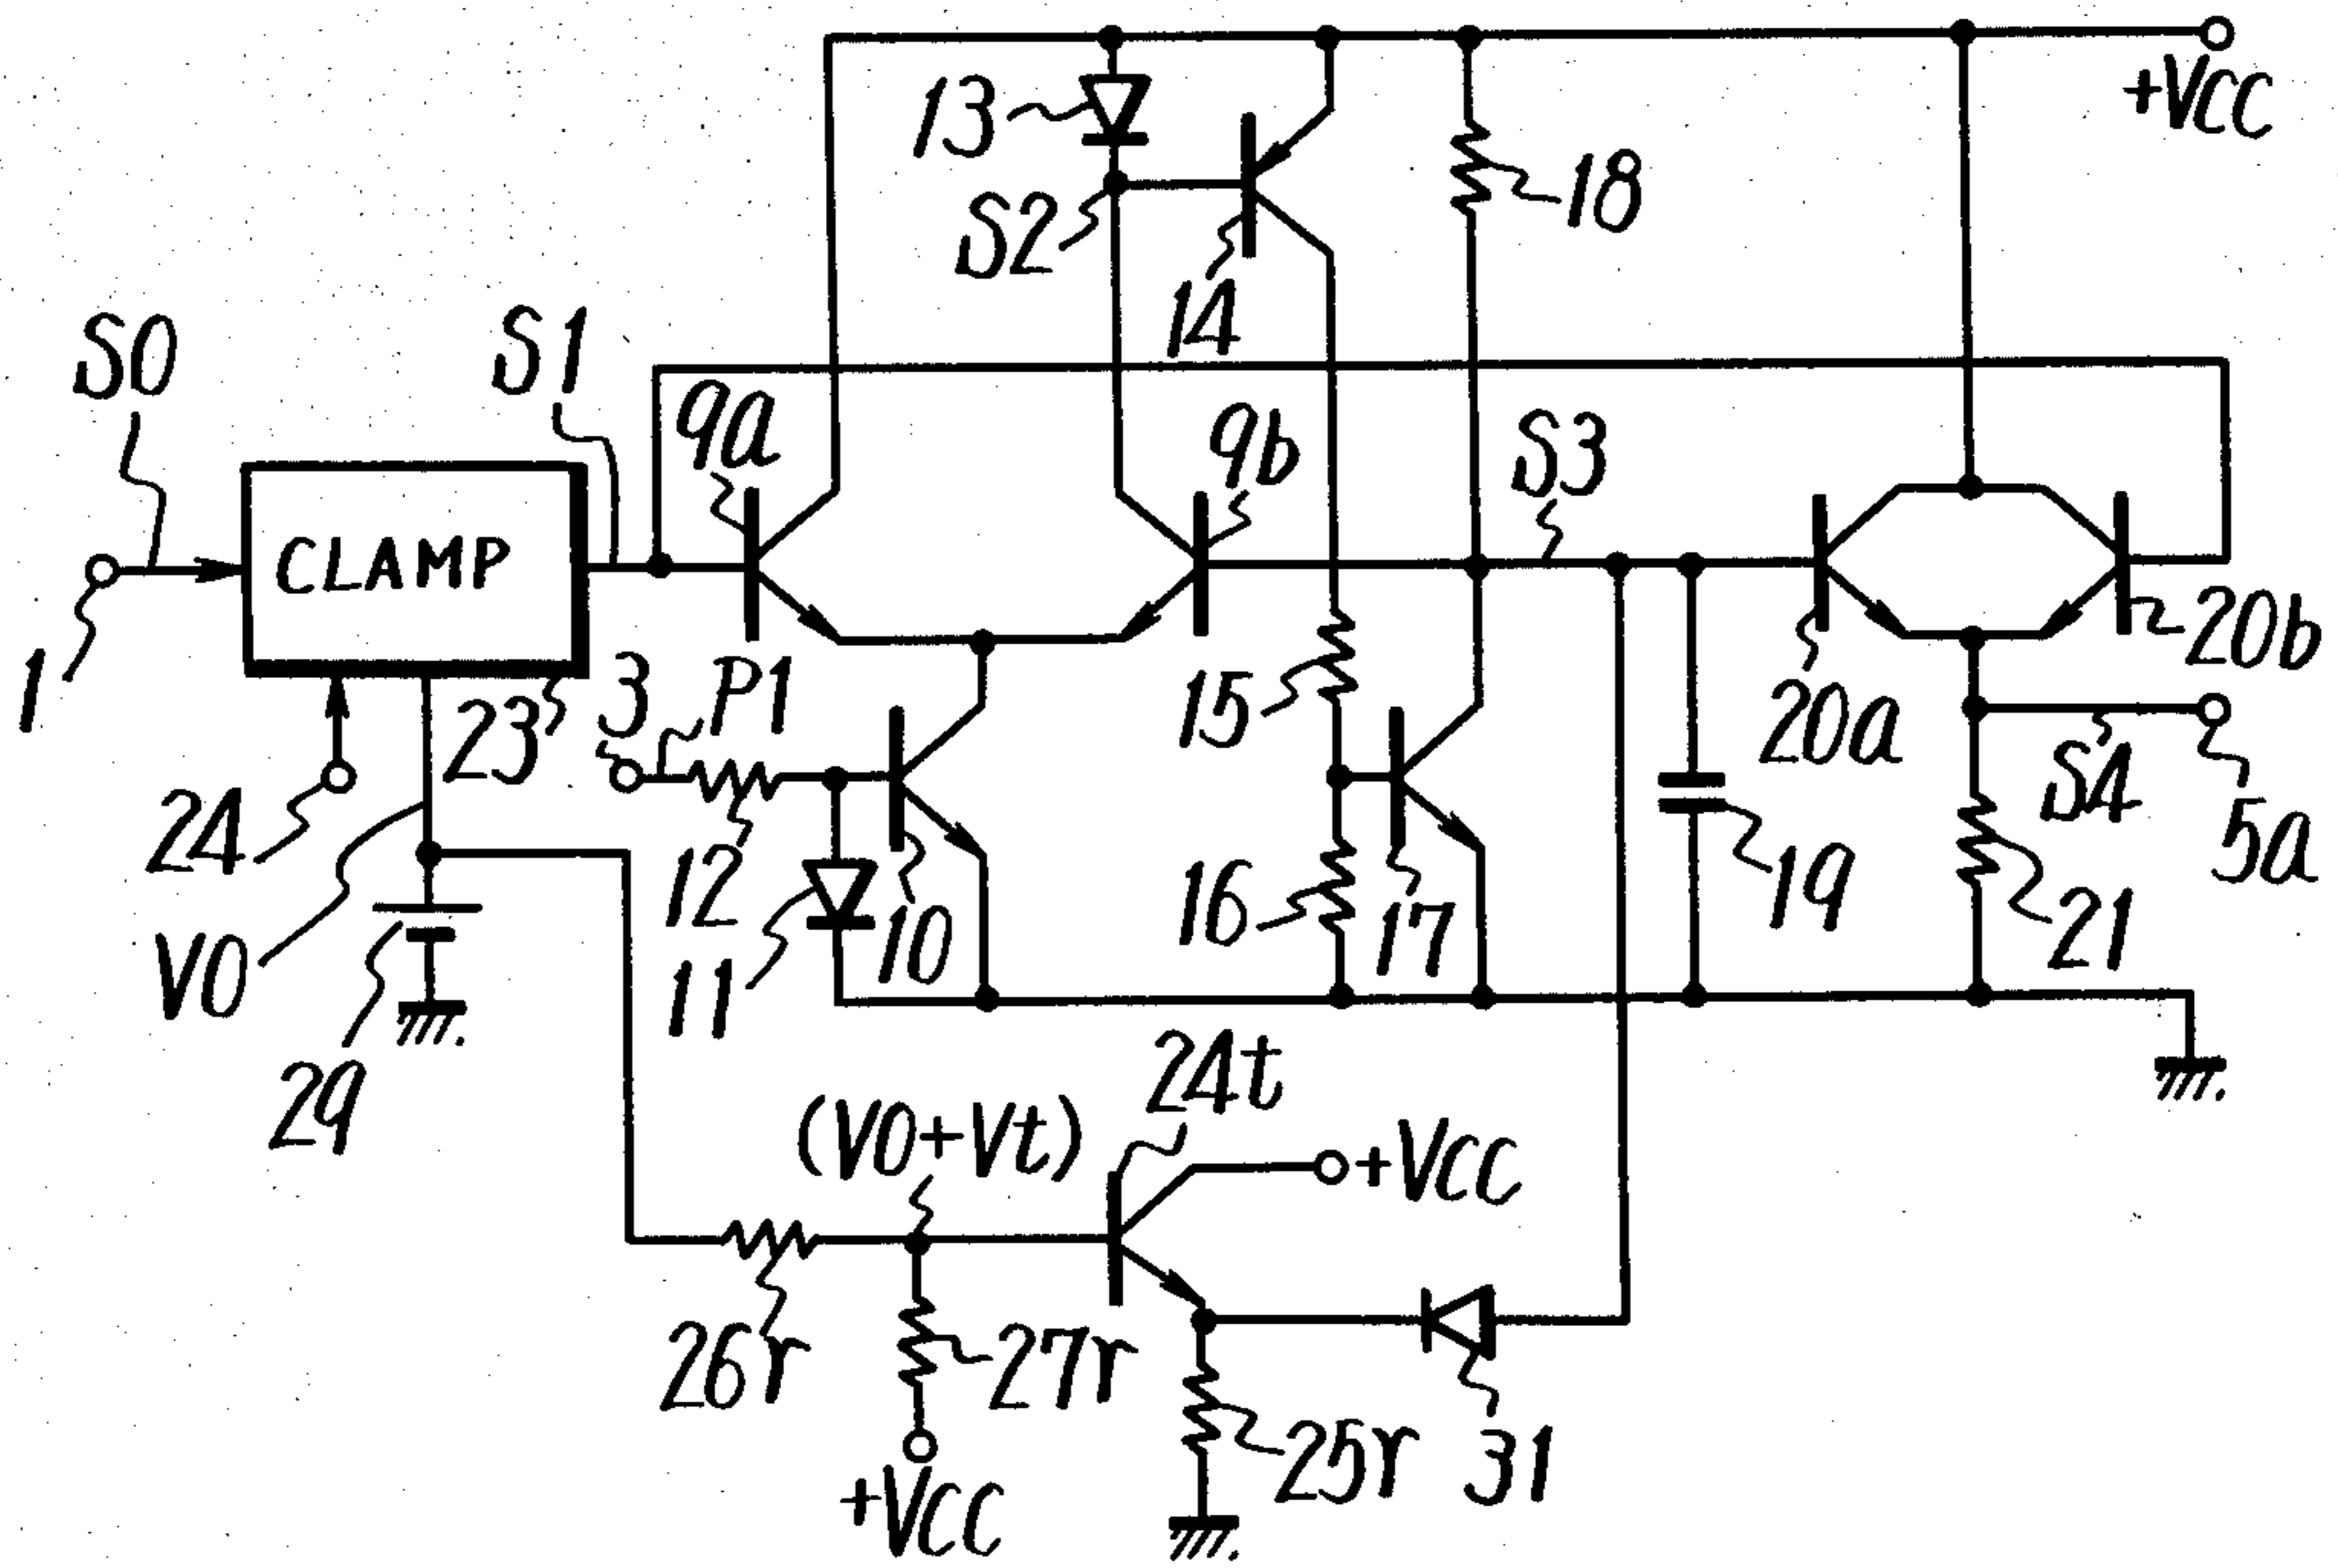 +VCC
13
18
S2
14
S0
S1
9a
9b
S3
CLAMP
1
3
P1
15
20b
23
20a
S4
24
12
5a
16
19
V0
11
10
17
21
29
24t
(V0+Vt)
+VCC
26r
27r
25r
31
+VCC